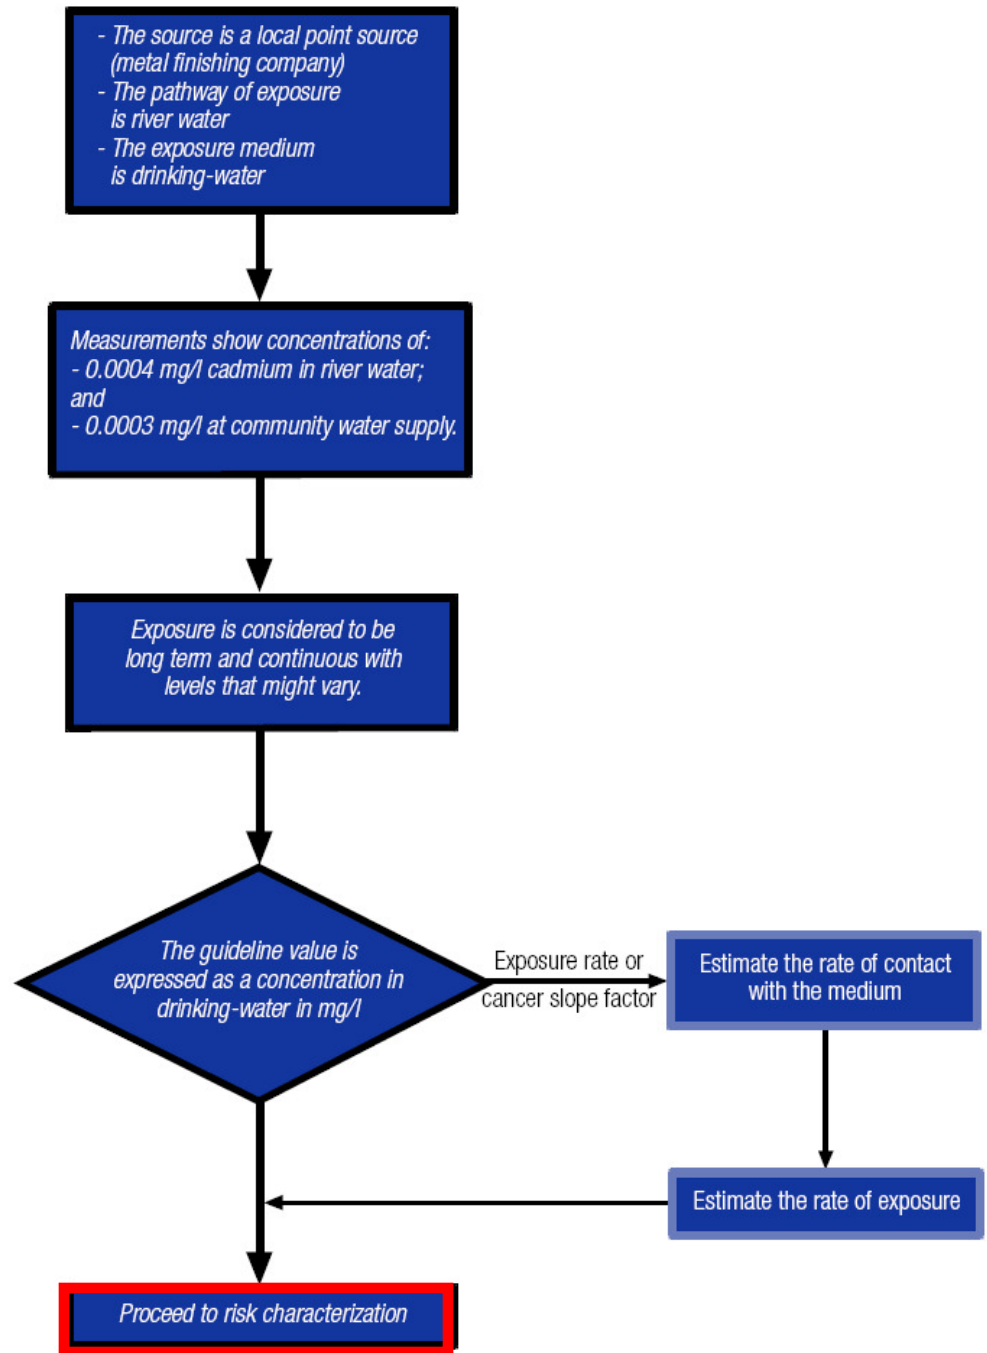 - The source is a local point source
(metal finishing company)
- The pathway of exposure
is river water
- The exposure medium
is drinking-water
Measurements show concentrations of:
- 0.0004 mg/l cadmium in river water;
and
- 0.0003 mg/l at community water supply.
Exposure is considered to be
long term and continuous with
levels that might vary.
The guideline value is
expressed as a concentration in
drinking-water in mg/l
Exposure rate or
cancer slope factor
Estimate the rate of contact
with the medium
Estimate the rate of exposure
Proceed to risk characterization